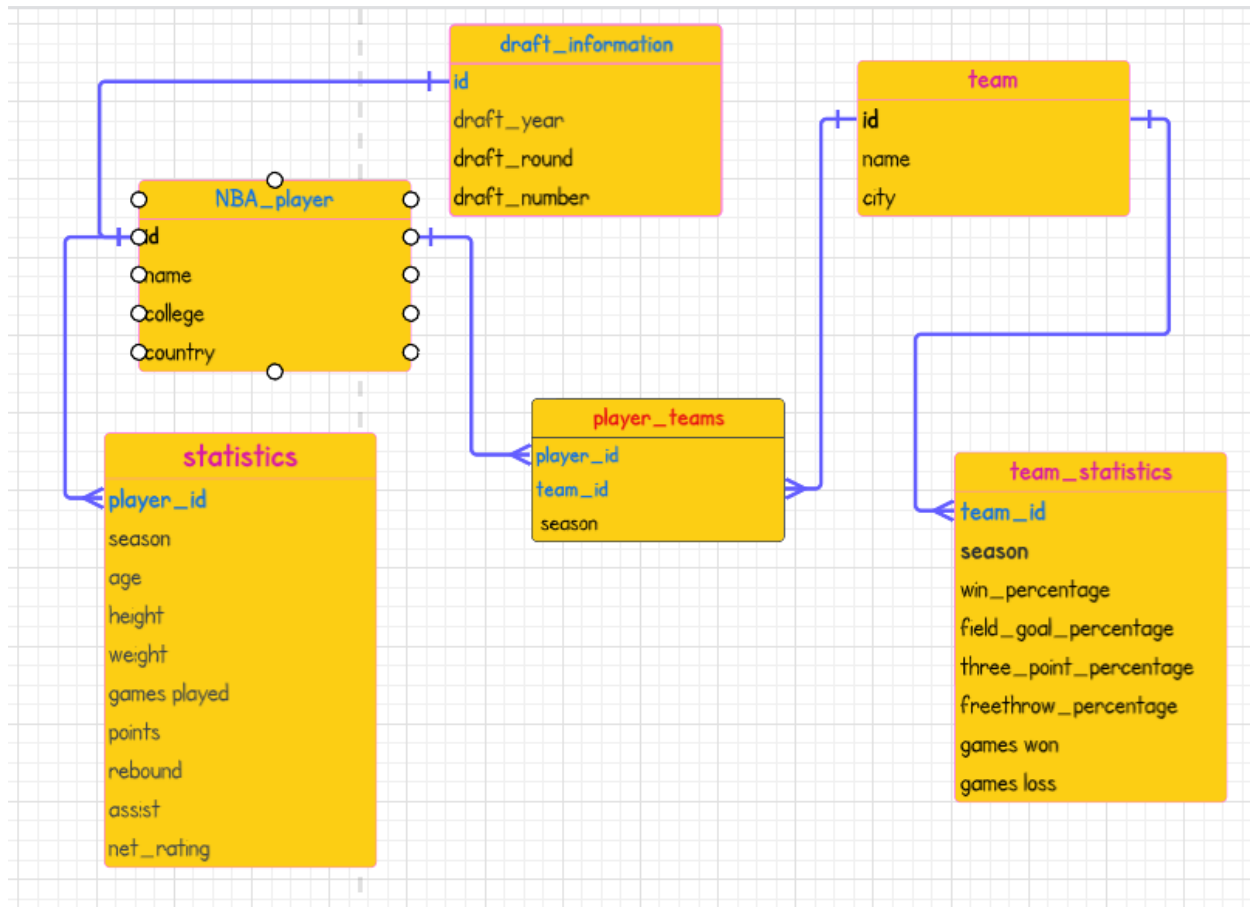 draft_information
id
draft_year
draft_round
draft_number
team
id
name
city
NBA_player
id
name
college
country
player_teams
player_id
team_id
season
statistics
player_id
season
age
height
weight
games played
points
rebound
assist
net_rating
team_statistics
team_id
season
win_percentage
field_goal_percentage
three_point_percentage
freethrow_percentage
games won
games loss